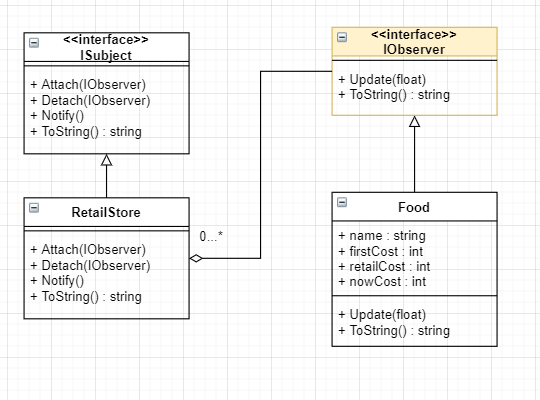 <<interface>>
ISubject
+ Attach(IObserver)
+ Detach(IObserver)
+ Notify()
+ ToString() : string
<<interface>>
IObserver
+ Update(float)
+ ToString() : string
RetailStore
+ Attach(IObserver)
+ Detach(IObserver)
+ Notify()
+ ToString() : string
0...*
Food
+ name : string
+ firstCost : int
+ retailCost : int
+ nowCost : int
+ Update(float)
+ ToString() : string